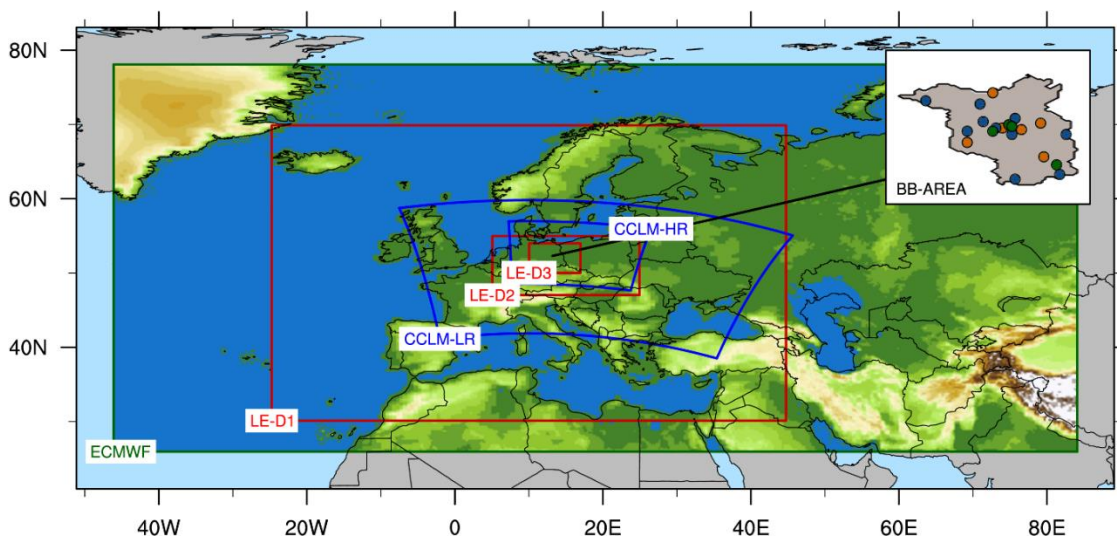 80N
60N
40N
BB-AREA
CCLM-HR
LE-D3
LE-D2
CCLM-LR
LE-D1
ECMWF
40W
20W
0
20E
40E
60E
80E